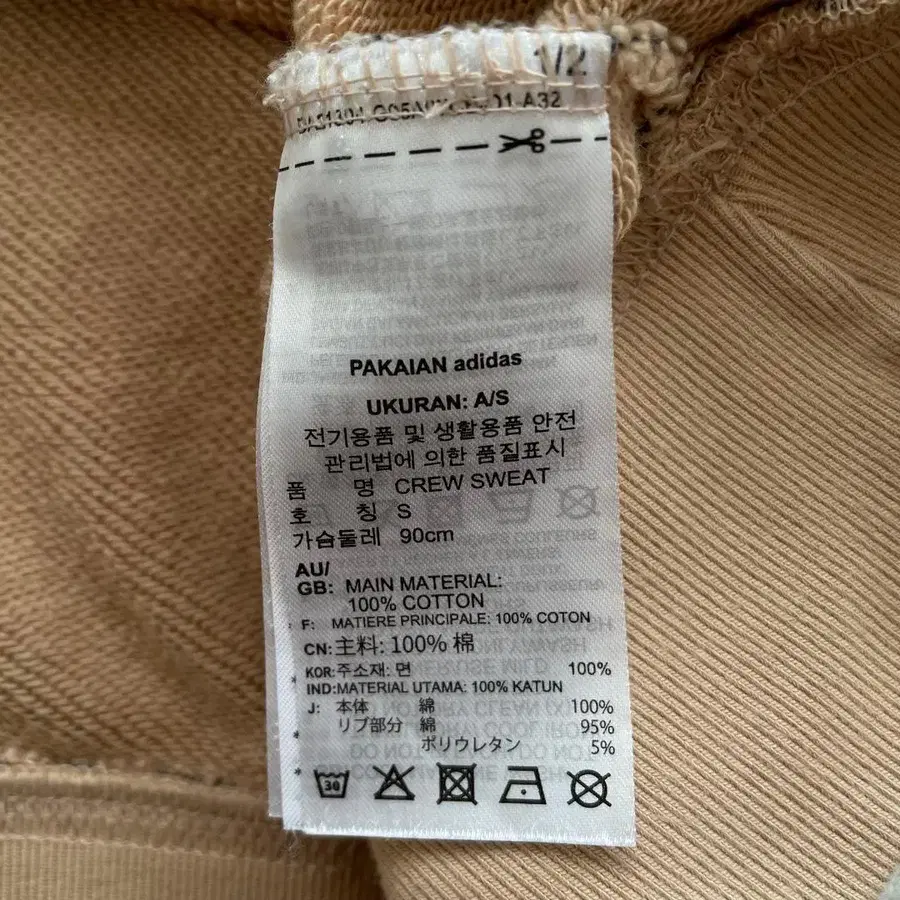 1/2
A32
PAKAIAN adidas
UKURAN: A/S
전기용품 및 생활용품 안전
관리법에 의한 품질표시
품 명 CREW SWEAT
호 칭 S
가슴둘레 90cm
AU/
GB: MAIN MATERIAL:
100% COTTON
F: MATIERE PRINCIPALE: 100% COTON
CN: 主料: 100% 棉
* KOR: 주소재: 면 100%
IND: MATERIAL UTAMA: 100% KATUN
J: 本体 綿 100%
* リブ部分 綿 95%
ポリウレタン 5%
*
30